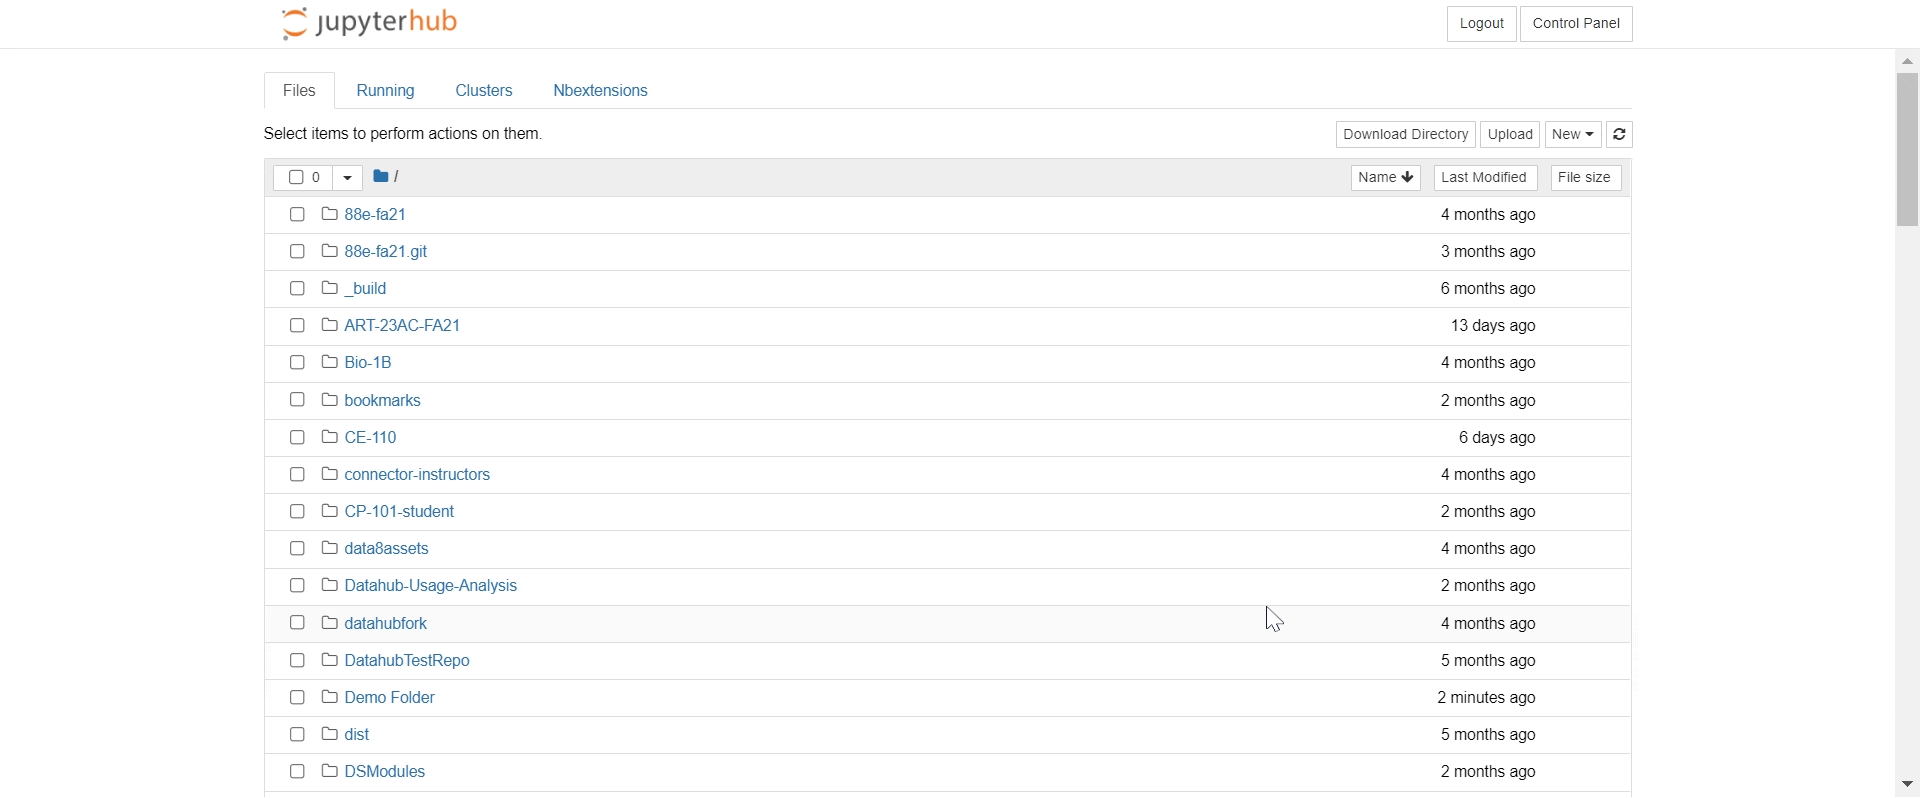 jupyterhub Logout Control Panel
Files Running Clusters Nbextensions
Select items to perform actions on them. Download Directory Upload New
0 / Name Last Modified File size
88e-fa21 4 months ago
88e-fa21.git 3 months ago
_build 6 months ago
ART-23AC-FA21 13 days ago
Bio-1B 4 months ago
bookmarks 2 months ago
CE-110 6 days ago
connector-instructors 4 months ago
CP-101-student 2 months ago
data8assets 4 months ago
Datahub-Usage-Analysis 2 months ago
datahubfork 4 months ago
DatahubTestRepo 5 months ago
Demo Folder 2 minutes ago
dist 5 months ago
DSModules 2 months ago